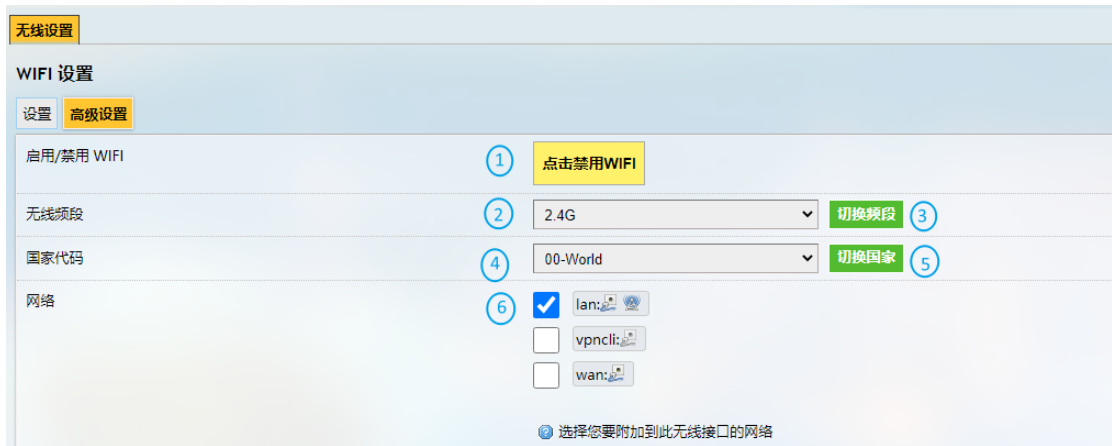 无线设置
WIFI 设置
设置 高级设置
启用/禁用 WIFI 1 点击禁用WIFI
无线频段 2 2.4G 切换频段 3
国家代码 4 00-World 切换国家 5
网络 6 lan:
vpncli:
wan:
选择您要附加到此无线接口的网络